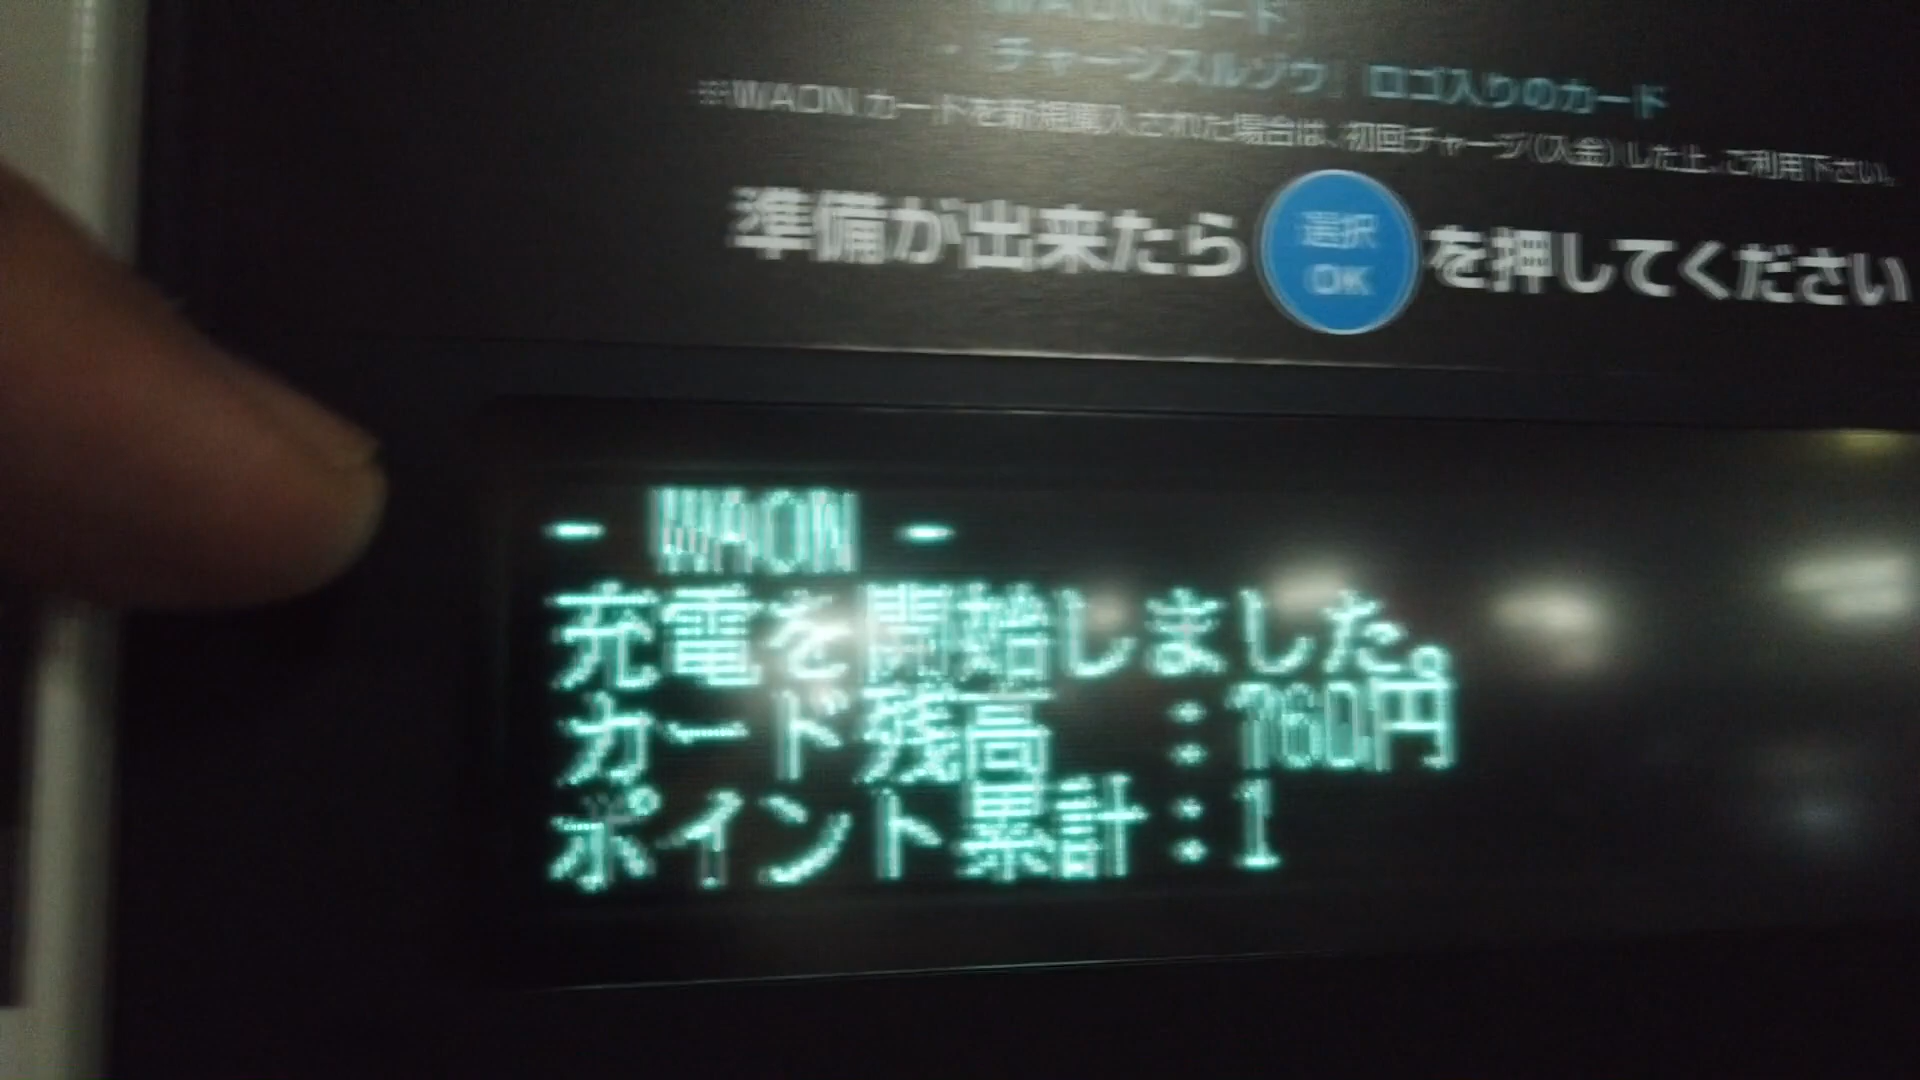 WAONカード」
・「チャージスルゾウ」ロゴ入りのカード
※WAON カードを新規購入された場合は、初回チャージ(入金)した上、ご利用下さい。
準備が出来たら 選択 OK を押してください
- WAON -
充電を開始しました。
カード残高 :760円
ポイント累計:1